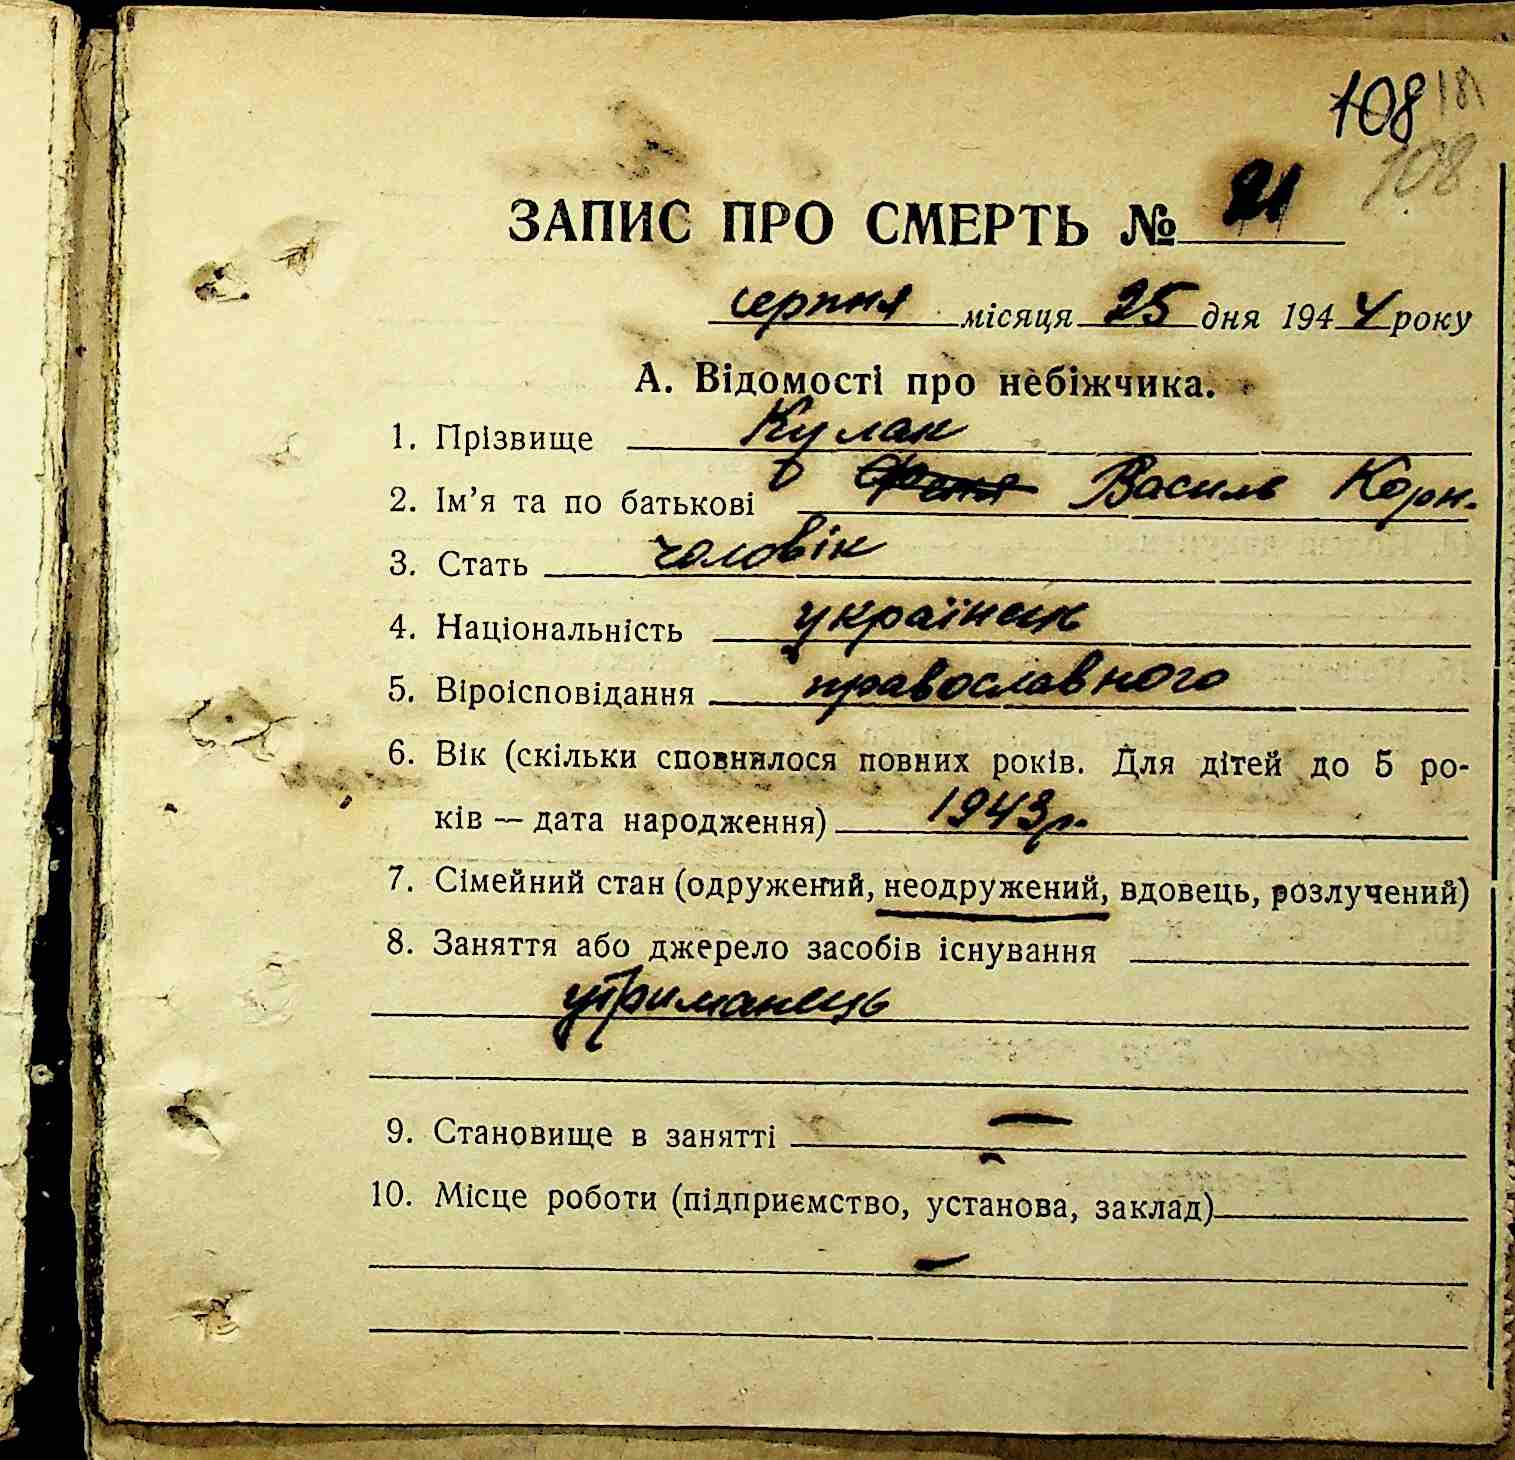 108 181
108
ЗАПИС ПРО СМЕРТЬ № 21
серпня місяця 25 дня 1944 року
А. Відомості про небіжчика.
1. Прізвище Кулак
2. Ім’я та по батькові Василь Корн.
3. Стать чоловік
4. Національність українець
5. Віроісповідання православного
6. Вік (скільки сповнилося повних років. Для дітей до 5 ро-
ків — дата народження) 1943 р.
7. Сімейний стан (одружений, неодружений, вдовець, розлучений)
8. Заняття або джерело засобів існування
утриманець
9. Становище в занятті —
10. Місце роботи (підприємство, установа, заклад)
—